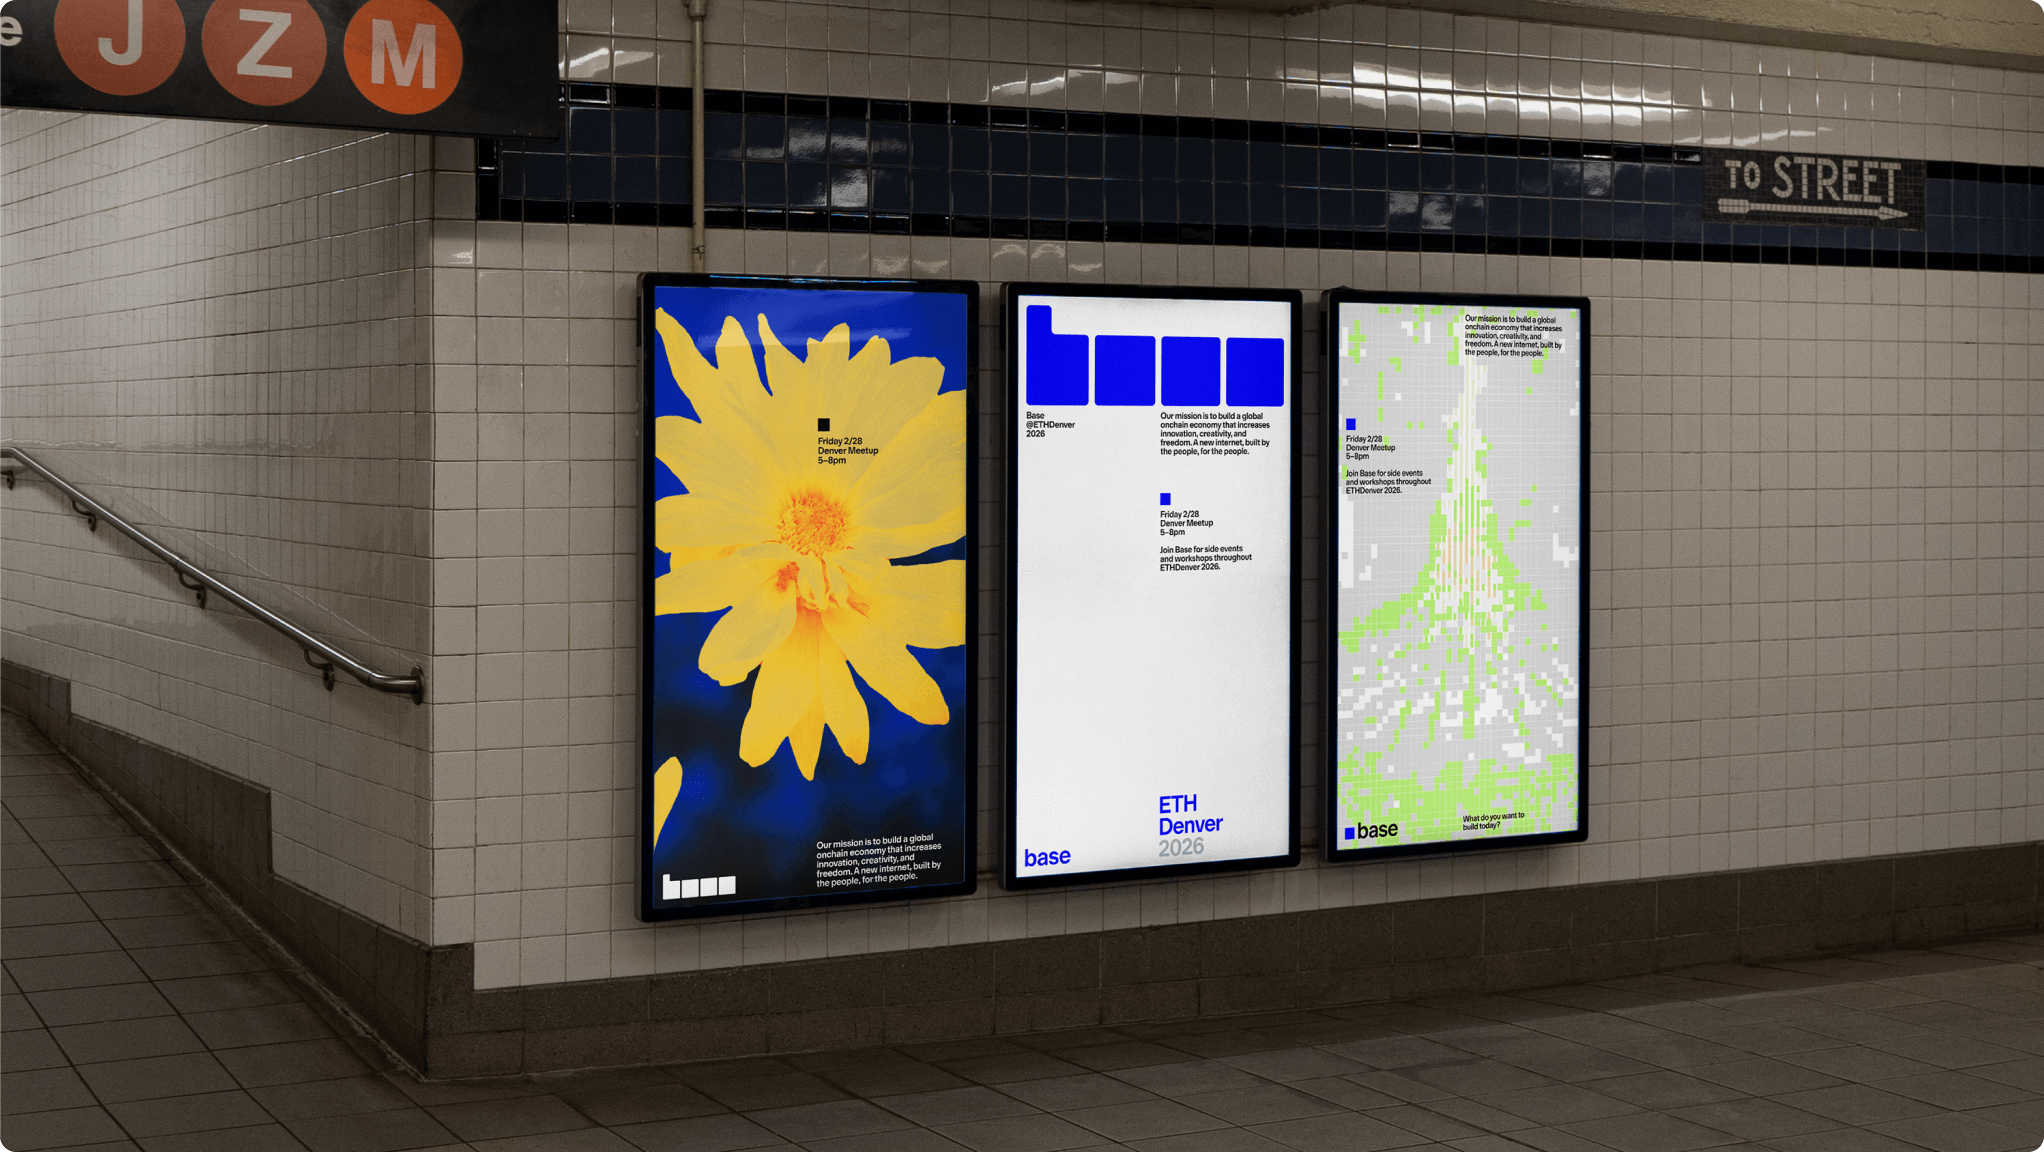 e J Z M
TO STREET
Friday 2/28
Denver Meetup
5–8pm
Our mission is to build a global
onchain economy that increases
innovation, creativity, and
freedom. A new internet, built by
the people, for the people.
Base
@ETHDenver
2026
Our mission is to build a global
onchain economy that increases
innovation, creativity, and
freedom. A new internet, built by
the people, for the people.
Friday 2/28
Denver Meetup
5–8pm
Join Base for side events
and workshops throughout
ETHDenver 2026.
base
ETH
Denver
2026
Our mission is to build a global
onchain economy that increases
innovation, creativity, and
freedom. A new internet, built by
the people, for the people.
Friday 2/28
Denver Meetup
5–8pm
Join Base for side events
and workshops throughout
ETHDenver 2026.
base
What do you want to
build today?